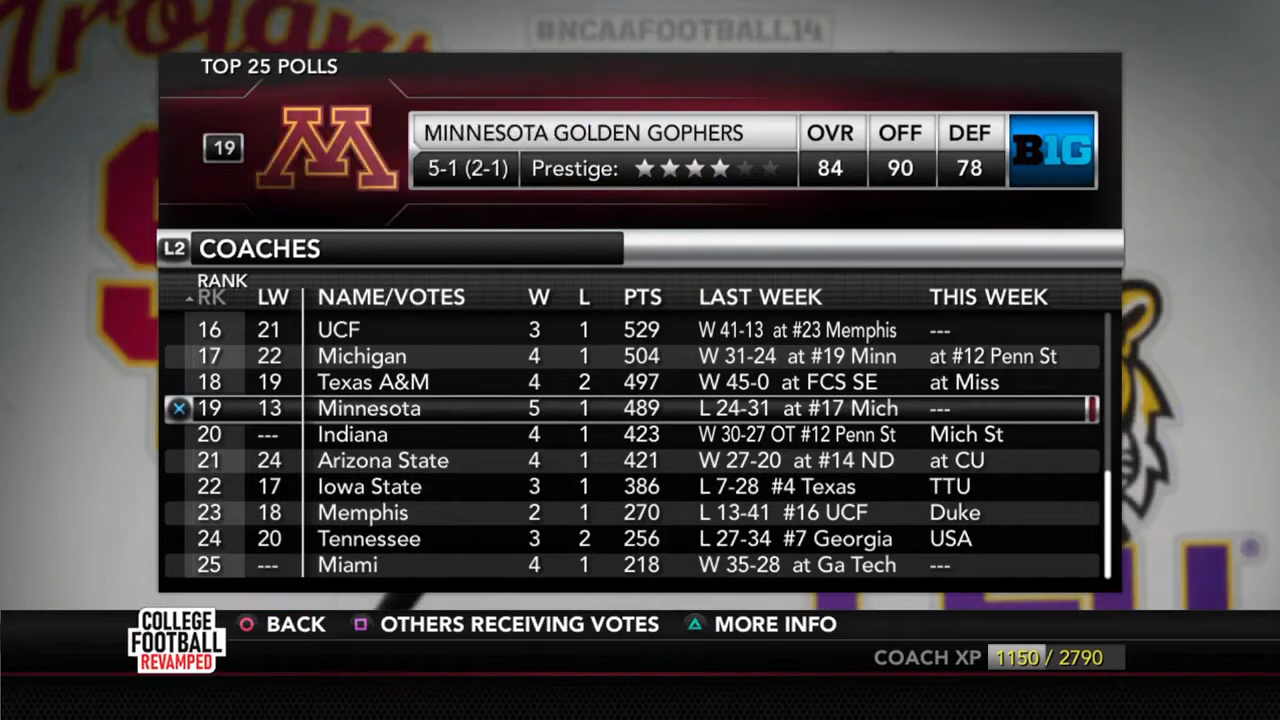 Trojans
#NCAAFOOTBALL14
TOP 25 POLLS
19 M MINNESOTA GOLDEN GOPHERS OVR OFF DEF B1G
5-1 (2-1) Prestige: 84 90 78
L2 COACHES
RANK
RK LW NAME/VOTES W L PTS LAST WEEK THIS WEEK
16 21 UCF 3 1 529 W 41-13 at #23 Memphis ---
17 22 Michigan 4 1 504 W 31-24 at #19 Minn at #12 Penn St
18 19 Texas A&M 4 2 497 W 45-0 at FCS SE at Miss
19 13 Minnesota 5 1 489 L 24-31 at #17 Mich ---
20 --- Indiana 4 1 423 W 30-27 OT #12 Penn St Mich St
21 24 Arizona State 4 1 421 W 27-20 at #14 ND at CU
22 17 Iowa State 3 1 386 L 7-28 #4 Texas TTU
23 18 Memphis 2 1 270 L 13-41 #16 UCF Duke
24 20 Tennessee 3 2 256 L 27-34 #7 Georgia USA
25 --- Miami 4 1 218 W 35-28 at Ga Tech ---
COLLEGE
FOOTBALL
REVAMPED
BACK OTHERS RECEIVING VOTES MORE INFO
COACH XP 1150 / 2790